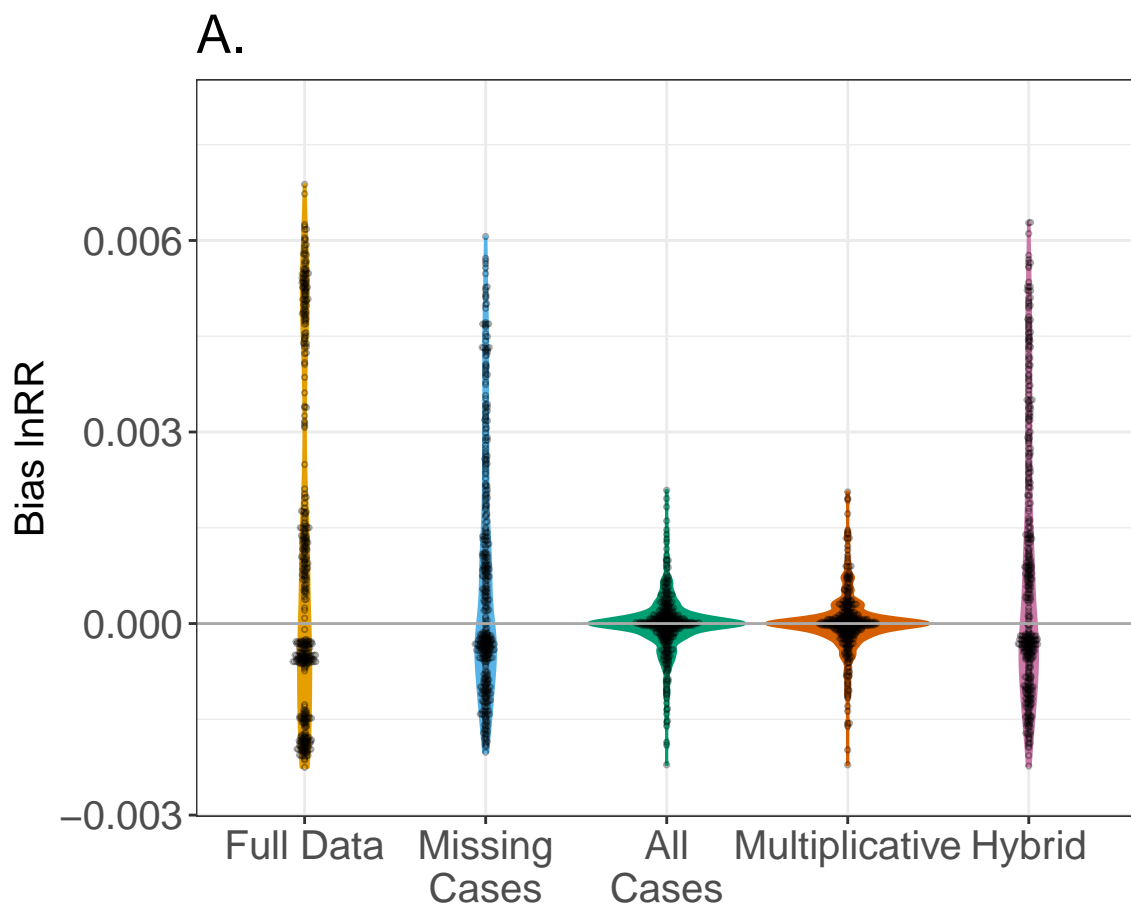 A.
Bias lnRR
0.006
0.003
0.000
−0.003
Full Data
Missing
Cases
All
Cases
Multiplicative
Hybrid